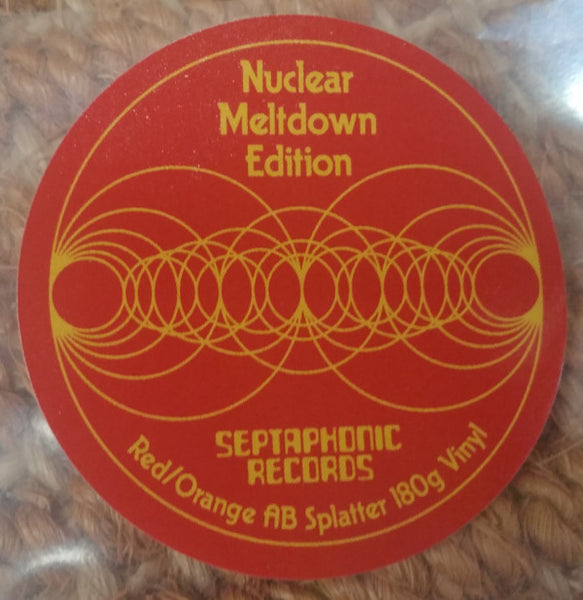 Nuclear
Meltdown
Edition
SEPTAPHONIC
RECORDS
Red/Orange AB Splatter 180g Vinyl